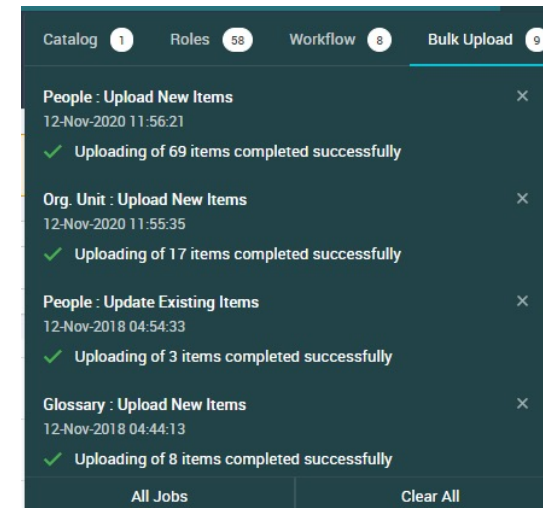 Catalog 1 Roles 58 Workflow 8 Bulk Upload 9
People : Upload New Items
12-Nov-2020 11:56:21
Uploading of 69 items completed successfully
Org. Unit : Upload New Items
12-Nov-2020 11:55:35
Uploading of 17 items completed successfully
People : Update Existing Items
12-Nov-2018 04:54:33
Uploading of 3 items completed successfully
Glossary : Upload New Items
12-Nov-2018 04:44:13
Uploading of 8 items completed successfully
All Jobs Clear All